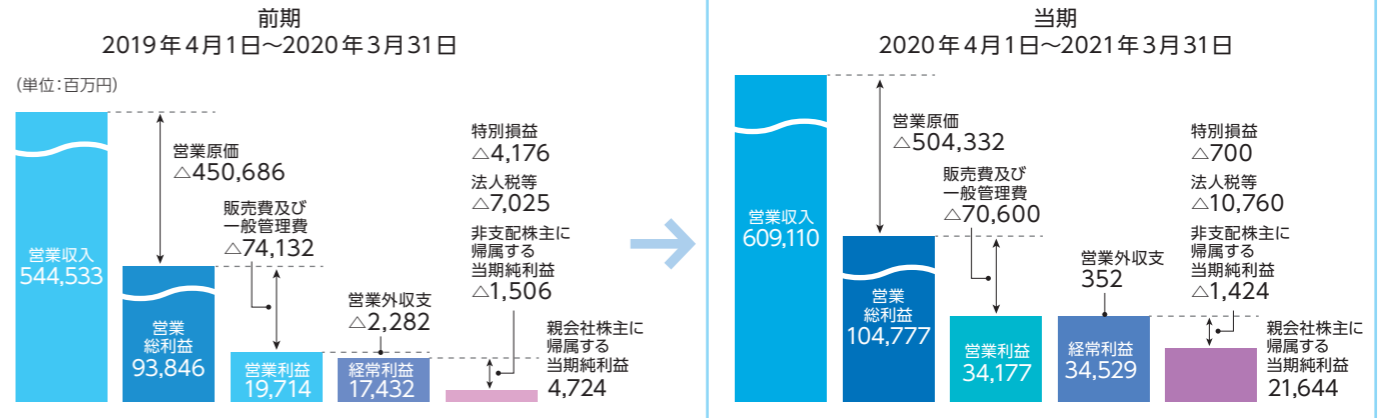 前期
2019年4月1日～2020年3月31日
(単位：百万円)
営業収入
544,533
営業原価
△450,686
営業
総利益
93,846
販売費及び
一般管理費
△74,132
営業利益
19,714
営業外収支
△2,282
経常利益
17,432
特別損益
△4,176
法人税等
△7,025
非支配株主に
帰属する
当期純利益
△1,506
親会社株主に
帰属する
当期純利益
4,724
当期
2020年4月1日～2021年3月31日
営業収入
609,110
営業原価
△504,332
営業
総利益
104,777
販売費及び
一般管理費
△70,600
営業利益
34,177
営業外収支
352
経常利益
34,529
特別損益
△700
法人税等
△10,760
非支配株主に
帰属する
当期純利益
△1,424
親会社株主に
帰属する
当期純利益
21,644